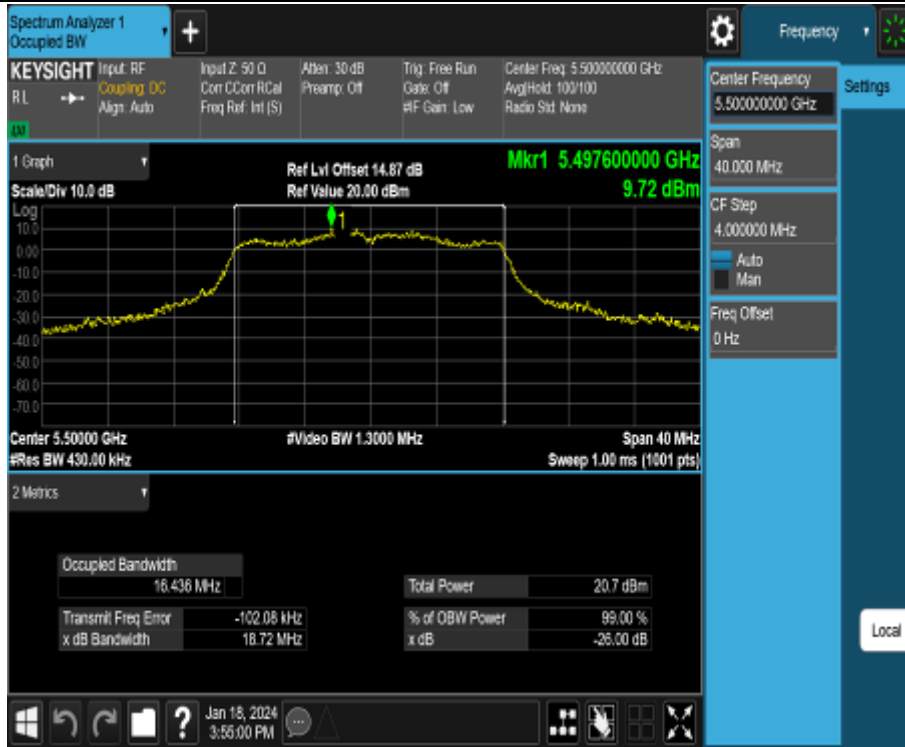 Spectrum Analyzer 1
Occupied BW
+
Frequency
KEYSIGHT
RL
Input: RF
Coupling: DC
Align: Auto
Input Z: 50 Ω
Corr CCorr RCal
Freq Ref: Int (S)
Atten: 30 dB
Preamp: Off
Trig: Free Run
Gate: Off
#IF Gain: Low
Center Freq: 5.500000000 GHz
Avg|Hold: 100/100
Radio Std: None
Center Frequency
5.500000000 GHz
Settings
Span
40.000 MHz
CF Step
4.000000 MHz
Auto
Man
Freq Offset
0 Hz
1 Graph
Scale/Div 10.0 dB
Ref Lvl Offset 14.87 dB
Ref Value 20.00 dBm
Mkr1 5.497600000 GHz
9.72 dBm
Log
10.0
0.00
-10.0
-20.0
-30.0
-40.0
-50.0
-60.0
-70.0
1
Center 5.50000 GHz
#Res BW 430.00 kHz
#Video BW 1.3000 MHz
Span 40 MHz
Sweep 1.00 ms (1001 pts)
2 Metrics
Occupied Bandwidth
16.436 MHz
Total Power 20.7 dBm
Transmit Freq Error -102.08 kHz
% of OBW Power 99.00 %
x dB Bandwidth 18.72 MHz
x dB -26.00 dB
Local
?
Jan 18, 2024
3:55:00 PM